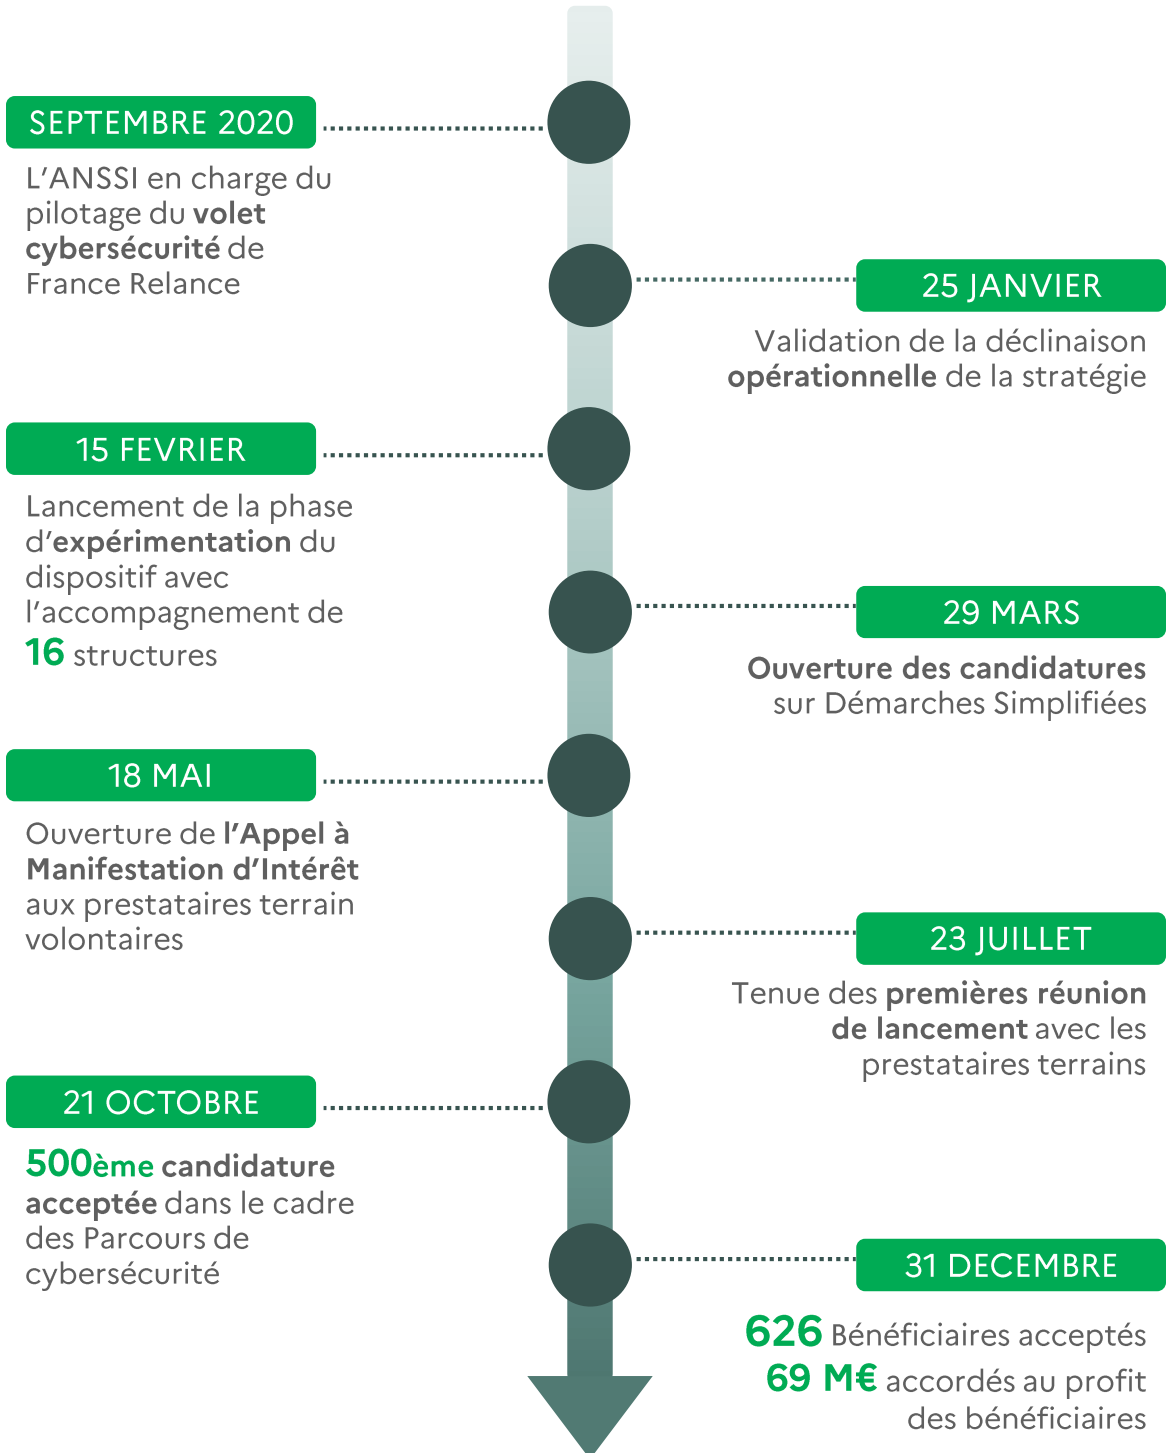 SEPTEMBRE 2020
L'ANSSI en charge du
pilotage du volet
cybersécurité de
France Relance
25 JANVIER
Validation de la déclinaison
opérationnelle de la stratégie
15 FEVRIER
Lancement de la phase
d'expérimentation du
dispositif avec
l'accompagnement de
16 structures
29 MARS
Ouverture des candidatures
sur Démarches Simplifiées
18 MAI
Ouverture de l'Appel à
Manifestation d'Intérêt
aux prestataires terrain
volontaires
23 JUILLET
Tenue des premières réunion
de lancement avec les
prestataires terrains
21 OCTOBRE
500ème candidature
acceptée dans le cadre
des Parcours de
cybersécurité
31 DECEMBRE
626 Bénéficiaires acceptés
69 M€ accordés au profit
des bénéficiaires